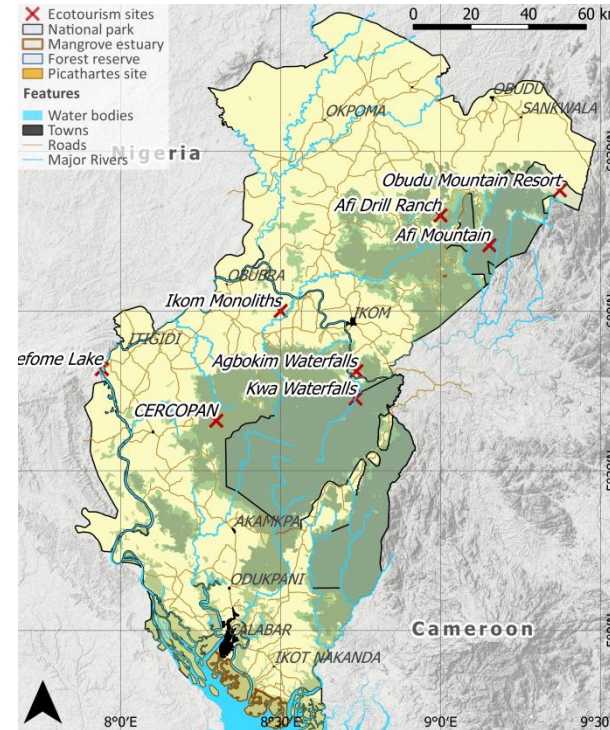 Ecotourism sites
National park
Mangrove estuary
Forest reserve
Picathartes site
Features
Water bodies
Towns
Roads
Major Rivers
0 20 40 60 k
Nigeria
OBUDU
SANKWALA
OKPOMA
Obudu Mountain Resort
Afi Drill Ranch
Afi Mountain
OBUBRA
Ikom Monoliths
IKOM
ITIGIDI
efome Lake
Agbokim Waterfalls
Kwa Waterfalls
CERCOPAN
AKAMKPA
ODUKPANI
CALABAR
Cameroon
IKOT NAKANDA
8°0'E 8°30'E 9°0'E 9°30'